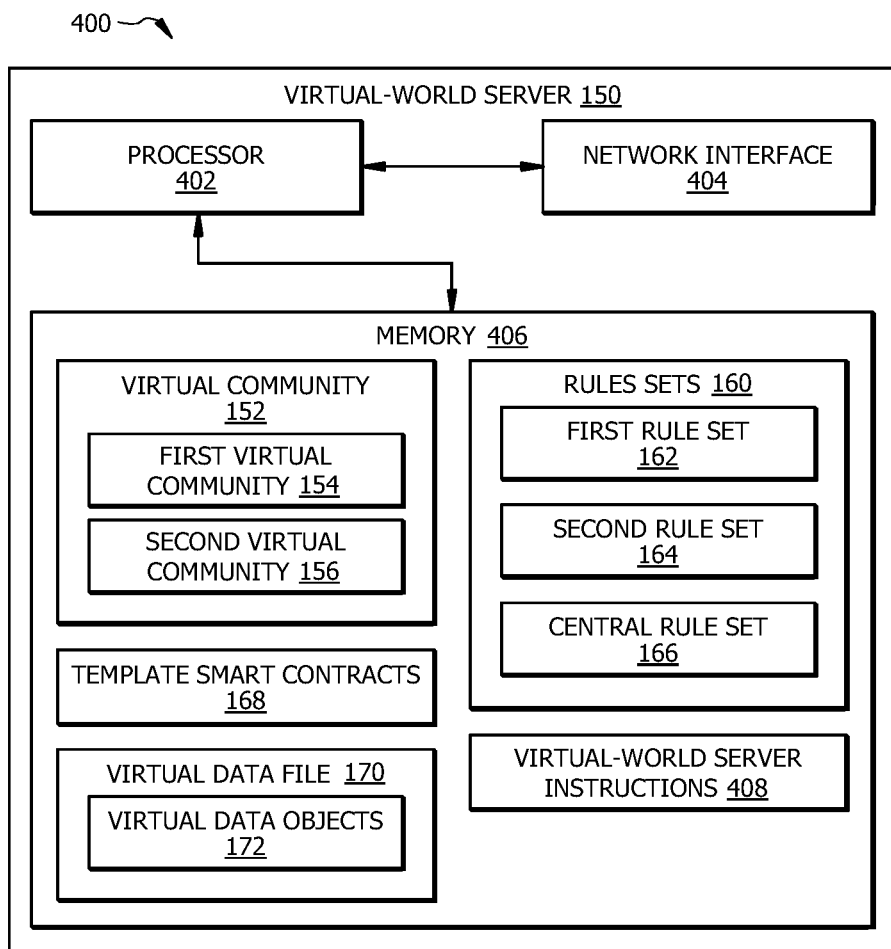 400
VIRTUAL-WORLD SERVER 150
PROCESSOR
402
NETWORK INTERFACE
404
MEMORY 406
VIRTUAL COMMUNITY
152
FIRST VIRTUAL
COMMUNITY 154
SECOND VIRTUAL
COMMUNITY 156
TEMPLATE SMART CONTRACTS
168
VIRTUAL DATA FILE 170
VIRTUAL DATA OBJECTS
172
RULES SETS 160
FIRST RULE SET
162
SECOND RULE SET
164
CENTRAL RULE SET
166
VIRTUAL-WORLD SERVER
INSTRUCTIONS 408